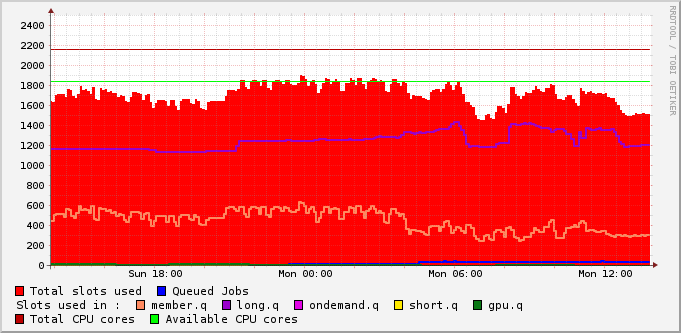 RRDTOOL / TOBI OETIKER
2400
2200
2000
1800
1600
1400
1200
1000
800
600
400
200
0
Sun 18:00 Mon 00:00 Mon 06:00 Mon 12:00
Total slots used Queued Jobs
Slots used in : member.q long.q ondemand.q short.q gpu.q
Total CPU cores Available CPU cores